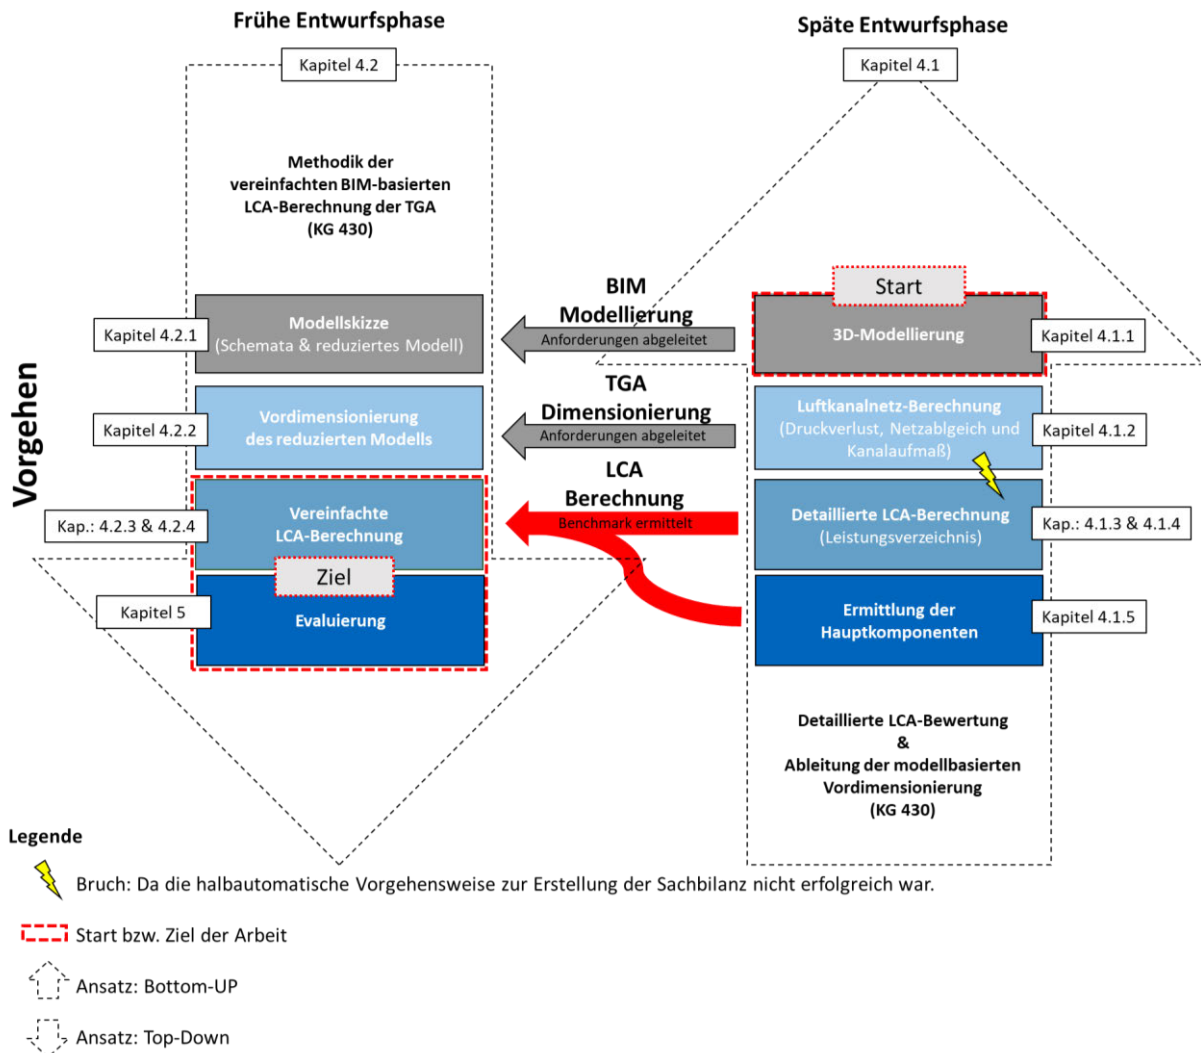 Frühe Entwurfsphase
Kapitel 4.2
Methodik der
vereinfachten BIM-basierten
LCA-Berechnung der TGA
(KG 430)
Späte Entwurfsphase
Kapitel 4.1
Vorgehen
Kapitel 4.2.1
Modellskizze
(Schemata & reduziertes Modell)
BIM
Modellierung
Anforderungen abgeleitet
Start
3D-Modellierung
Kapitel 4.1.1
Kapitel 4.2.2
Vordimensionierung
des reduzierten Modells
TGA
Dimensionierung
Anforderungen abgeleitet
Luftkanalnetz-Berechnung
(Druckverlust, Netzablgeich und
Kanalaufmaß)
Kapitel 4.1.2
Kap.: 4.2.3 & 4.2.4
Vereinfachte
LCA-Berechnung
LCA
Berechnung
Benchmark ermittelt
Detaillierte LCA-Berechnung
(Leistungsverzeichnis)
Kap.: 4.1.3 & 4.1.4
Ziel
Kapitel 5
Evaluierung
Ermittlung der
Hauptkomponenten
Kapitel 4.1.5
Detaillierte LCA-Bewertung
&
Ableitung der modellbasierten
Vordimensionierung
(KG 430)
Legende
Bruch: Da die halbautomatische Vorgehensweise zur Erstellung der Sachbilanz nicht erfolgreich war.
Start bzw. Ziel der Arbeit
Ansatz: Bottom-UP
Ansatz: Top-Down